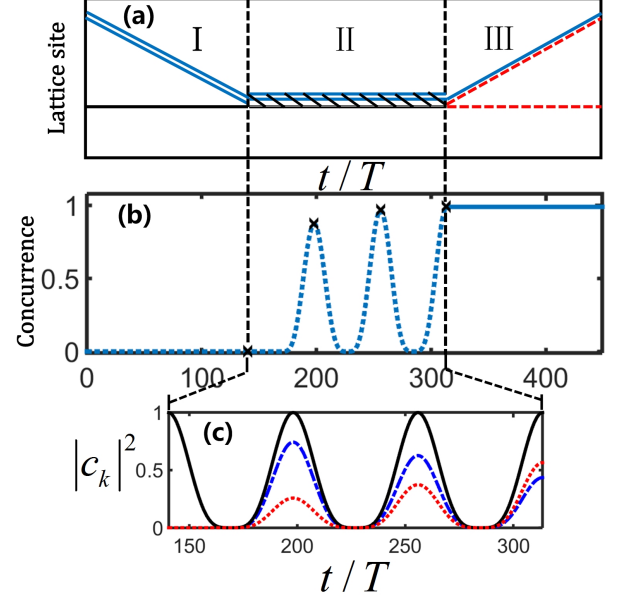 (a)
I II III
Lattice site
t / T
(b)
Concurrence
1
0.5
0
0 100 200 300 400
(c)
|c_k|^2
1
0.5
0
150 200 250 300
t / T